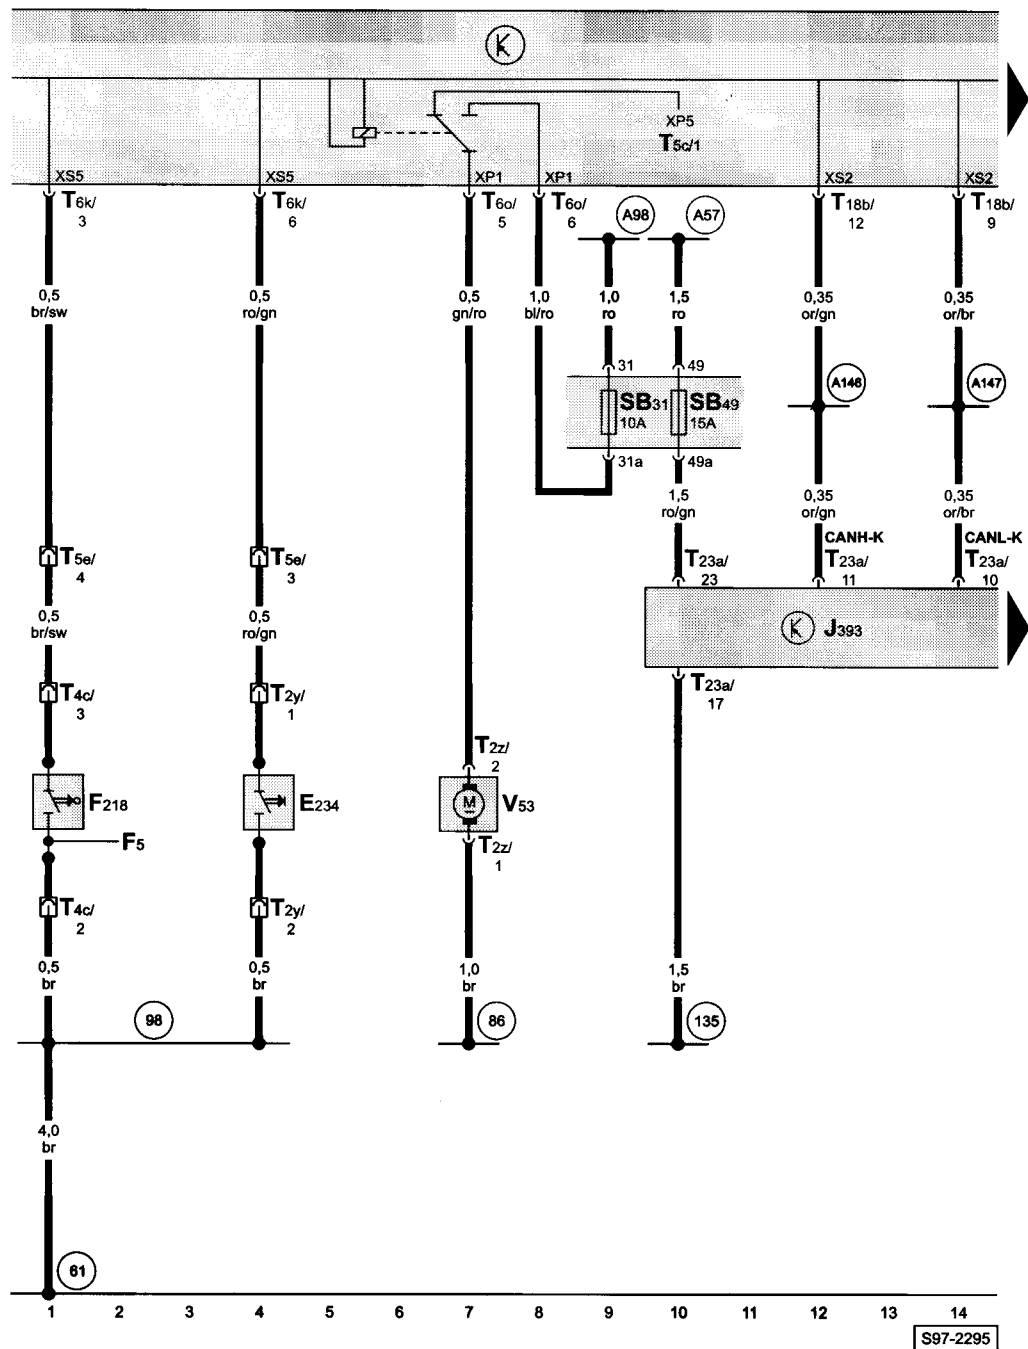 XP5
T5c/1
XS5 XS5 XP1 XP1 XS2 XS2
T6k/ T6k/ T6o/ T6o/ A98 A57 T18b/ T18b/
3 6 5 6 12 9
0,5 0,5 0,5 1,0 1,0 1,5 0,35 0,35
br/sw ro/gn gn/ro bl/ro ro ro or/gn or/br
31 49
A146 A147
SB31 SB49
10A 15A
31a 49a
1,5 0,35 0,35
ro/gn or/gn or/br
CANH-K CANL-K
T5e/ T5e/ T23a/ T23a/ T23a/
4 3 23 11 10
0,5 0,5
br/sw ro/gn
J393
T4c/ T2y/ T23a/
3 1 17
T2z/
2
F218 E234 M V53
F5
T2z/
1
T4c/ T2y/
2 2
0,5 0,5 1,0 1,5
br br br br
98 86 135
4,0
br
61
1 2 3 4 5 6 7 8 9 10 11 12 13 14
S97-2295